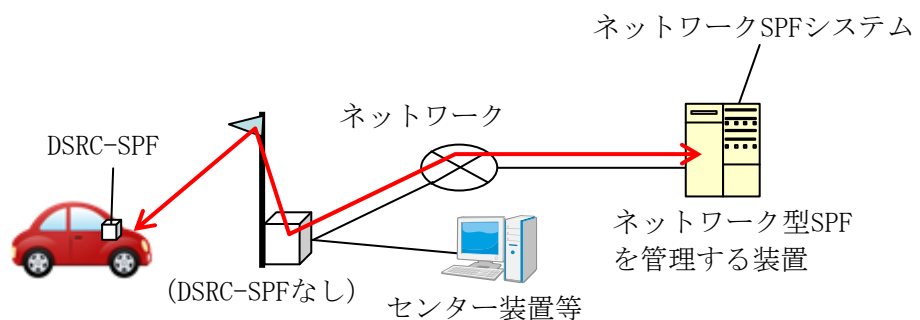 ネットワークSPFシステム
ネットワーク
DSRC-SPF
ネットワーク型SPF
を管理する装置
(DSRC-SPFなし)
センター装置等